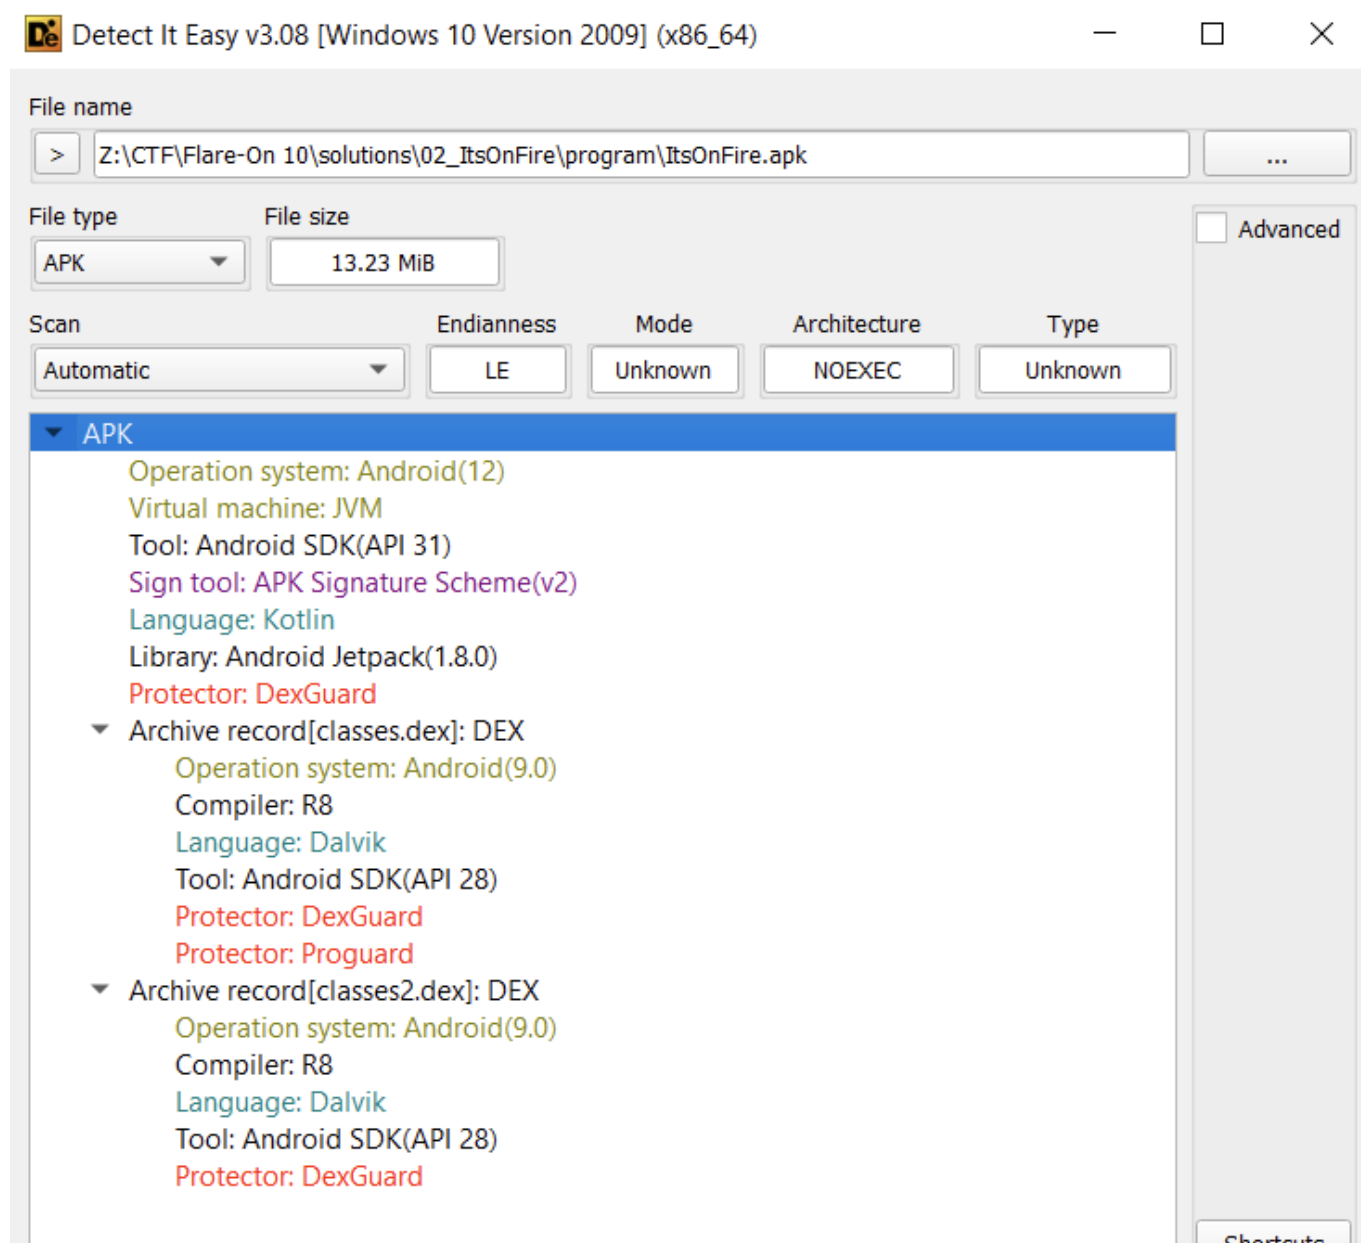 Detect It Easy v3.08 [Windows 10 Version 2009] (x86_64)
File name
> Z:\CTF\Flare-On 10\solutions\02_ItsOnFire\program\ItsOnFire.apk ...
File type File size
APK 13.23 MiB Advanced
Scan Endianness Mode Architecture Type
Automatic LE Unknown NOEXEC Unknown
APK
Operation system: Android(12)
Virtual machine: JVM
Tool: Android SDK(API 31)
Sign tool: APK Signature Scheme(v2)
Language: Kotlin
Library: Android Jetpack(1.8.0)
Protector: DexGuard
Archive record[classes.dex]: DEX
Operation system: Android(9.0)
Compiler: R8
Language: Dalvik
Tool: Android SDK(API 28)
Protector: DexGuard
Protector: Proguard
Archive record[classes2.dex]: DEX
Operation system: Android(9.0)
Compiler: R8
Language: Dalvik
Tool: Android SDK(API 28)
Protector: DexGuard
Shortcuts